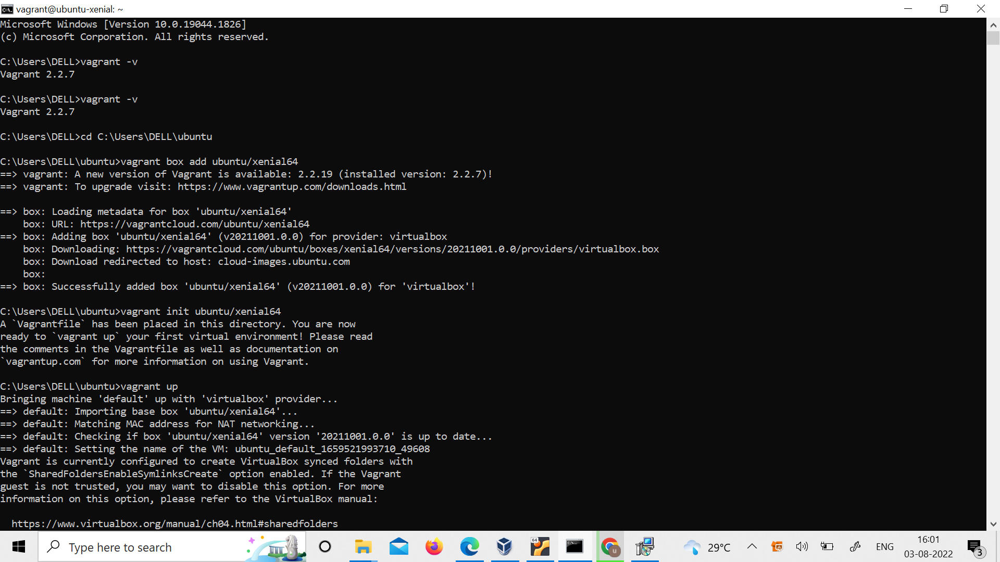 vagrant@ubuntu-xenial: ~
Microsoft Windows [Version 10.0.19044.1826]
(c) Microsoft Corporation. All rights reserved.
C:\Users\DELL>vagrant -v
Vagrant 2.2.7
C:\Users\DELL>vagrant -v
Vagrant 2.2.7
C:\Users\DELL>cd C:\Users\DELL\ubuntu
C:\Users\DELL\ubuntu>vagrant box add ubuntu/xenial64
==> vagrant: A new version of Vagrant is available: 2.2.19 (installed version: 2.2.7)!
==> vagrant: To upgrade visit: https://www.vagrantup.com/downloads.html
==> box: Loading metadata for box 'ubuntu/xenial64'
    box: URL: https://vagrantcloud.com/ubuntu/xenial64
==> box: Adding box 'ubuntu/xenial64' (v20211001.0.0) for provider: virtualbox
    box: Downloading: https://vagrantcloud.com/ubuntu/boxes/xenial64/versions/20211001.0.0/providers/virtualbox.box
    box: Download redirected to host: cloud-images.ubuntu.com
    box:
==> box: Successfully added box 'ubuntu/xenial64' (v20211001.0.0) for 'virtualbox'!
C:\Users\DELL\ubuntu>vagrant init ubuntu/xenial64
A `Vagrantfile` has been placed in this directory. You are now
ready to `vagrant up` your first virtual environment! Please read
the comments in the Vagrantfile as well as documentation on
`vagrantup.com` for more information on using Vagrant.
C:\Users\DELL\ubuntu>vagrant up
Bringing machine 'default' up with 'virtualbox' provider...
==> default: Importing base box 'ubuntu/xenial64'...
==> default: Matching MAC address for NAT networking...
==> default: Checking if box 'ubuntu/xenial64' version '20211001.0.0' is up to date...
==> default: Setting the name of the VM: ubuntu_default_1659521993710_49608
Vagrant is currently configured to create VirtualBox synced folders with
the `SharedFoldersEnableSymlinksCreate` option enabled. If the Vagrant
guest is not trusted, you may want to disable this option. For more
information on this option, please refer to the VirtualBox manual:
  https://www.virtualbox.org/manual/ch04.html#sharedfolders
Type here to search
64
u
29°C
ENG
16:01
03-08-2022
3